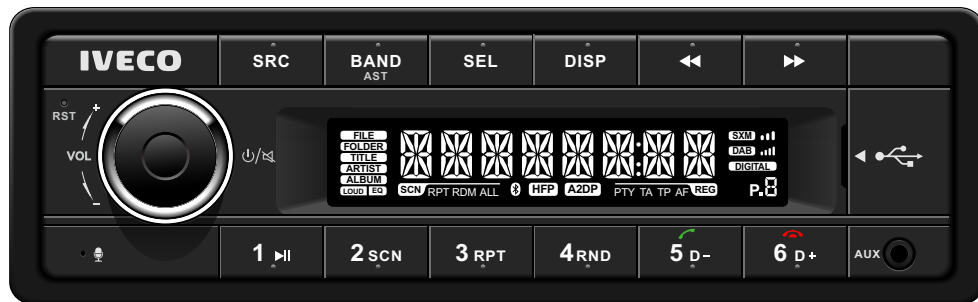 IVECO
SRC
BAND
AST
SEL
DISP
RST
VOL
FILE
FOLDER
TITLE
ARTIST
ALBUM
LOUD EQ
SCN RPT RDM ALL HFP A2DP PTY TA TP AF REG
SXM
DAB
DIGITAL
P.8
1
2 SCN
3 RPT
4 RND
5 D-
6 D+
AUX